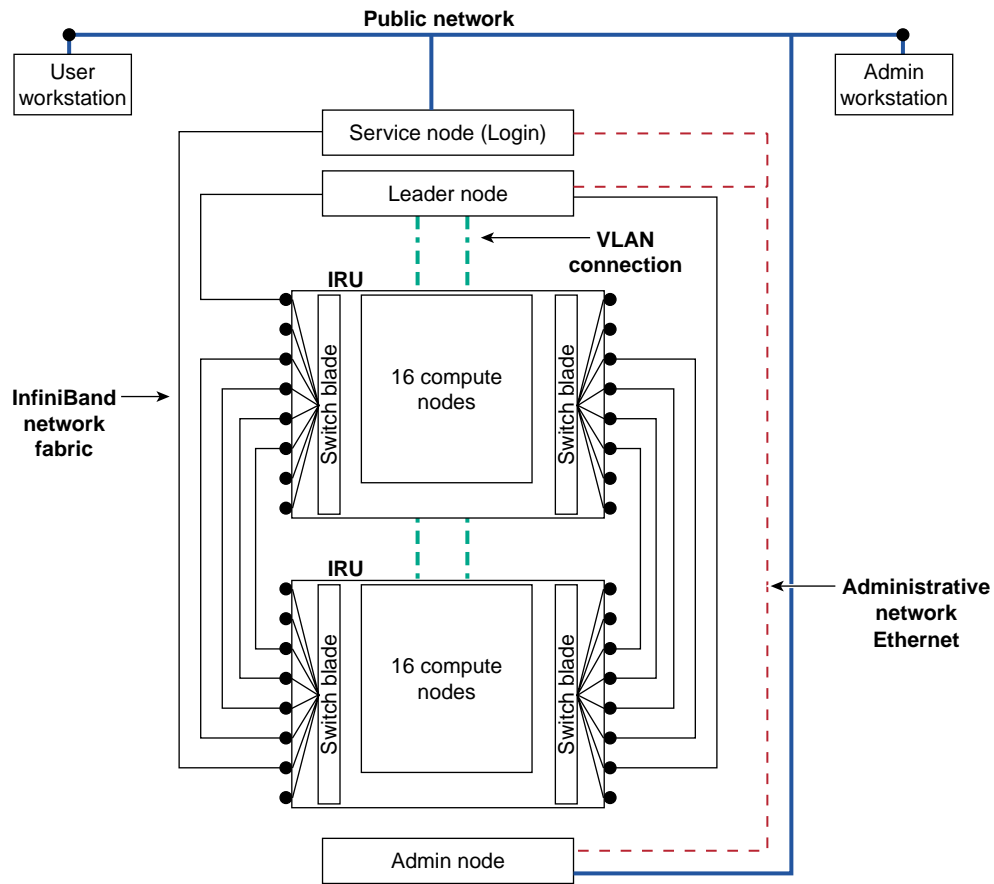 Public network
User
workstation
Admin
workstation
Service node (Login)
Leader node
VLAN
connection
IRU
Switch blade
16 compute
nodes
Switch blade
InfiniBand
network
fabric
IRU
Switch blade
16 compute
nodes
Switch blade
Administrative
network
Ethernet
Admin node